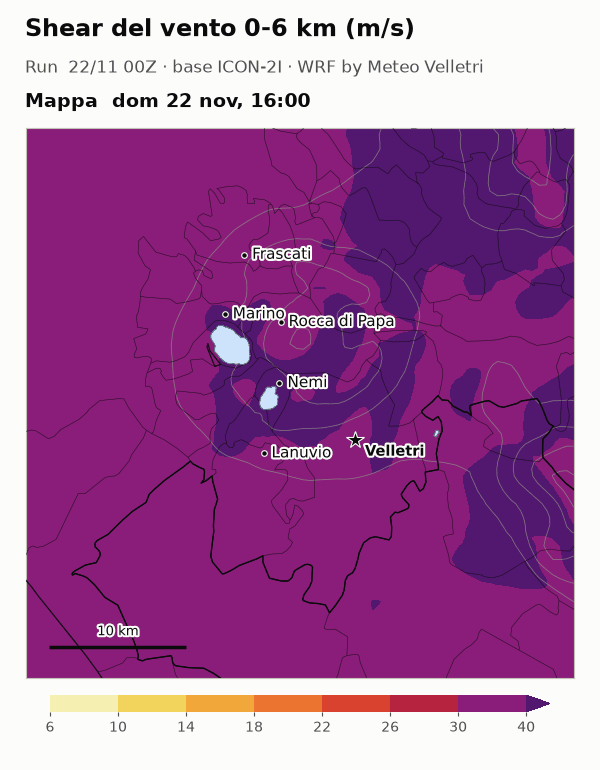 Shear del vento 0-6 km (m/s)
Run  22/11 00Z · base ICON-2I · WRF by Meteo Velletri
Mappa  dom 22 nov, 16:00
Frascati
Marino
Rocca di Papa
Nemi
Velletri
Lanuvio
10 km
6 10 14 18 22 26 30 40